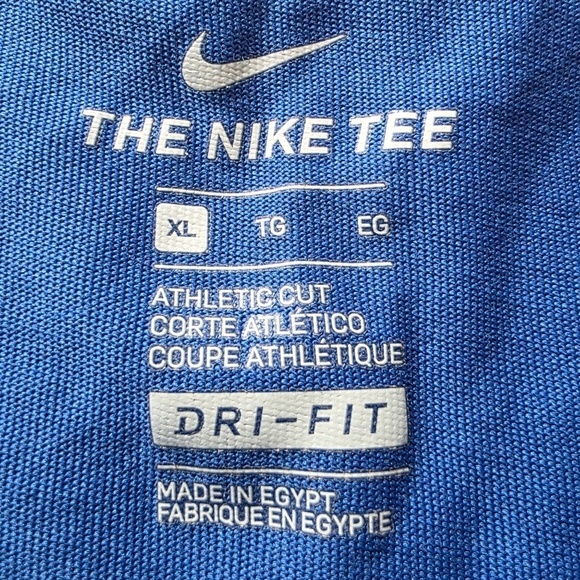 THE NIKE TEE
XL TG EG
ATHLETIC CUT
CORTE ATLÉTICO
COUPE ATHLÉTIQUE
DRI-FIT
MADE IN EGYPT
FABRIQUE EN EGYPTE